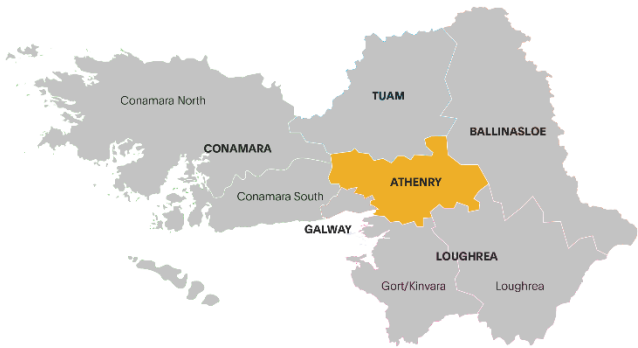 TUAM
Conamara North
BALLINASLOE
CONAMARA
ATHENRY
Conamara South
GALWAY
LOUGHREA
Gort/Kinvara
Loughrea